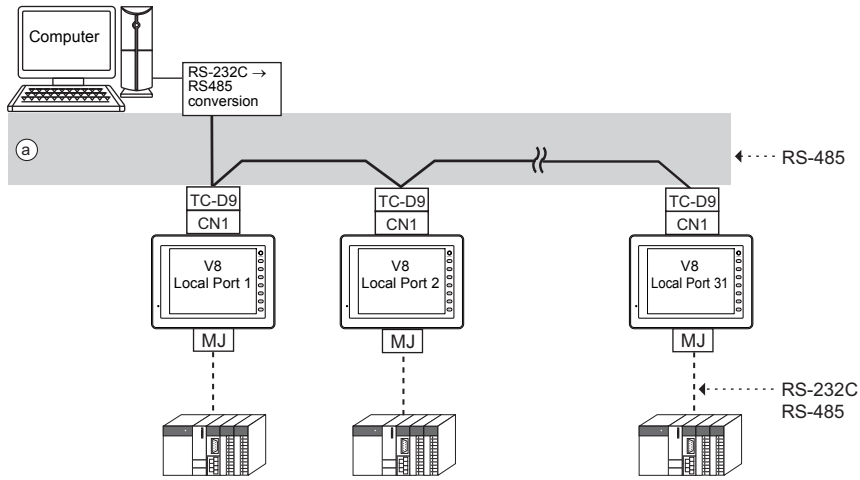 Computer
RS-232C →
RS485
conversion
a
RS-485
TC-D9
CN1
V8
Local Port 1
MJ
TC-D9
CN1
V8
Local Port 2
MJ
TC-D9
CN1
V8
Local Port 31
MJ
RS-232C
RS-485